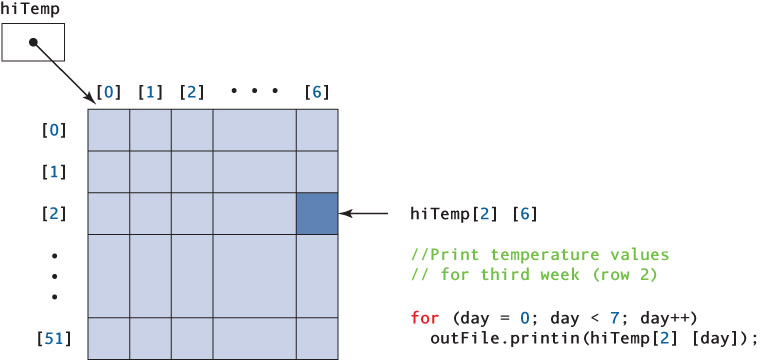 hiTemp
[0] [1] [2] • • • [6]
[0]
[1]
[2]
hiTemp[2] [6]
•
•
•
[51]
//Print temperature values
// for third week (row 2)
for (day = 0; day < 7; day++)
outFile.printin(hiTemp[2] [day]);